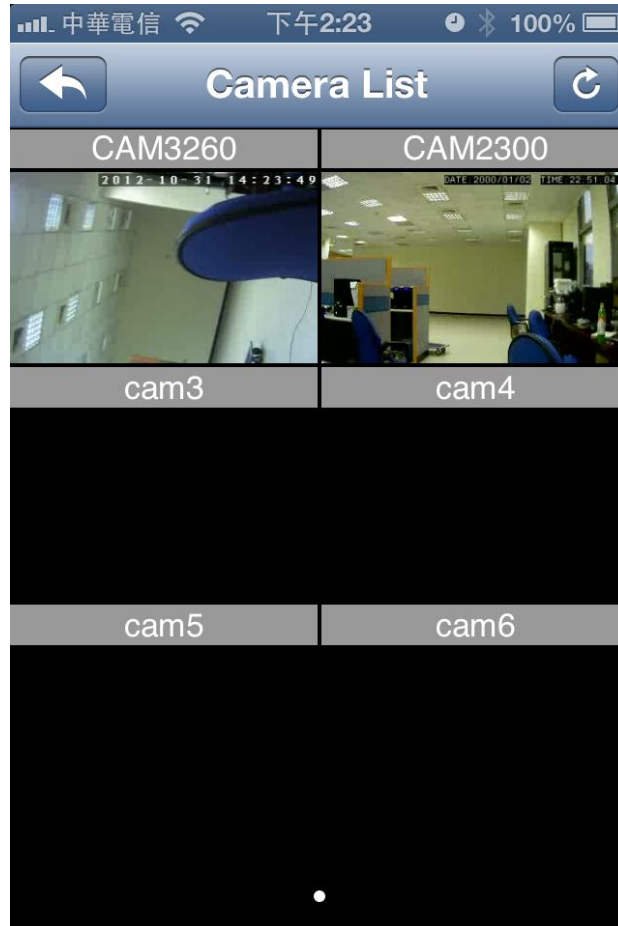 中華電信 下午2:23 100%
Camera List
CAM3260 CAM2300
2012-10-31 14:23:49 DATE:2000/01/02 TIME:22:51:04
cam3 cam4
cam5 cam6